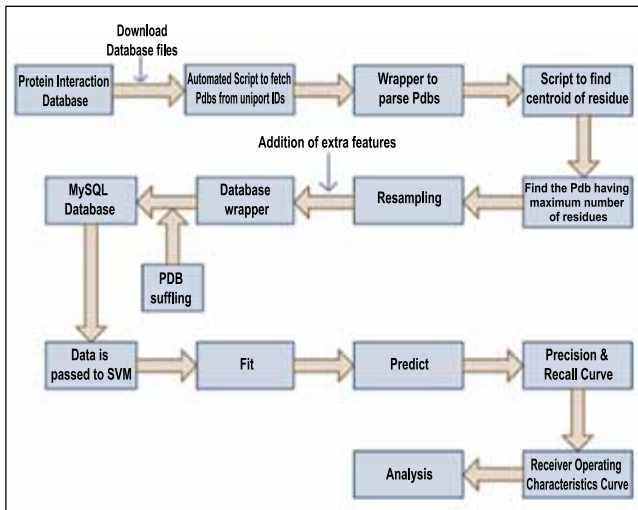 Download
Database files
Protein Interaction
Database
Automated Script to fetch
Pdbs from uniport IDs
Wrapper to
parse Pdbs
Script to find
centroid of residue
Addition of extra features
MySQL
Database
Database
wrapper
Resampling
Find the Pdb having
maximum number
of residues
PDB
suffling
Data is
passed to SVM
Fit
Predict
Precision &
Recall Curve
Analysis
Receiver Operating
Characteristics Curve